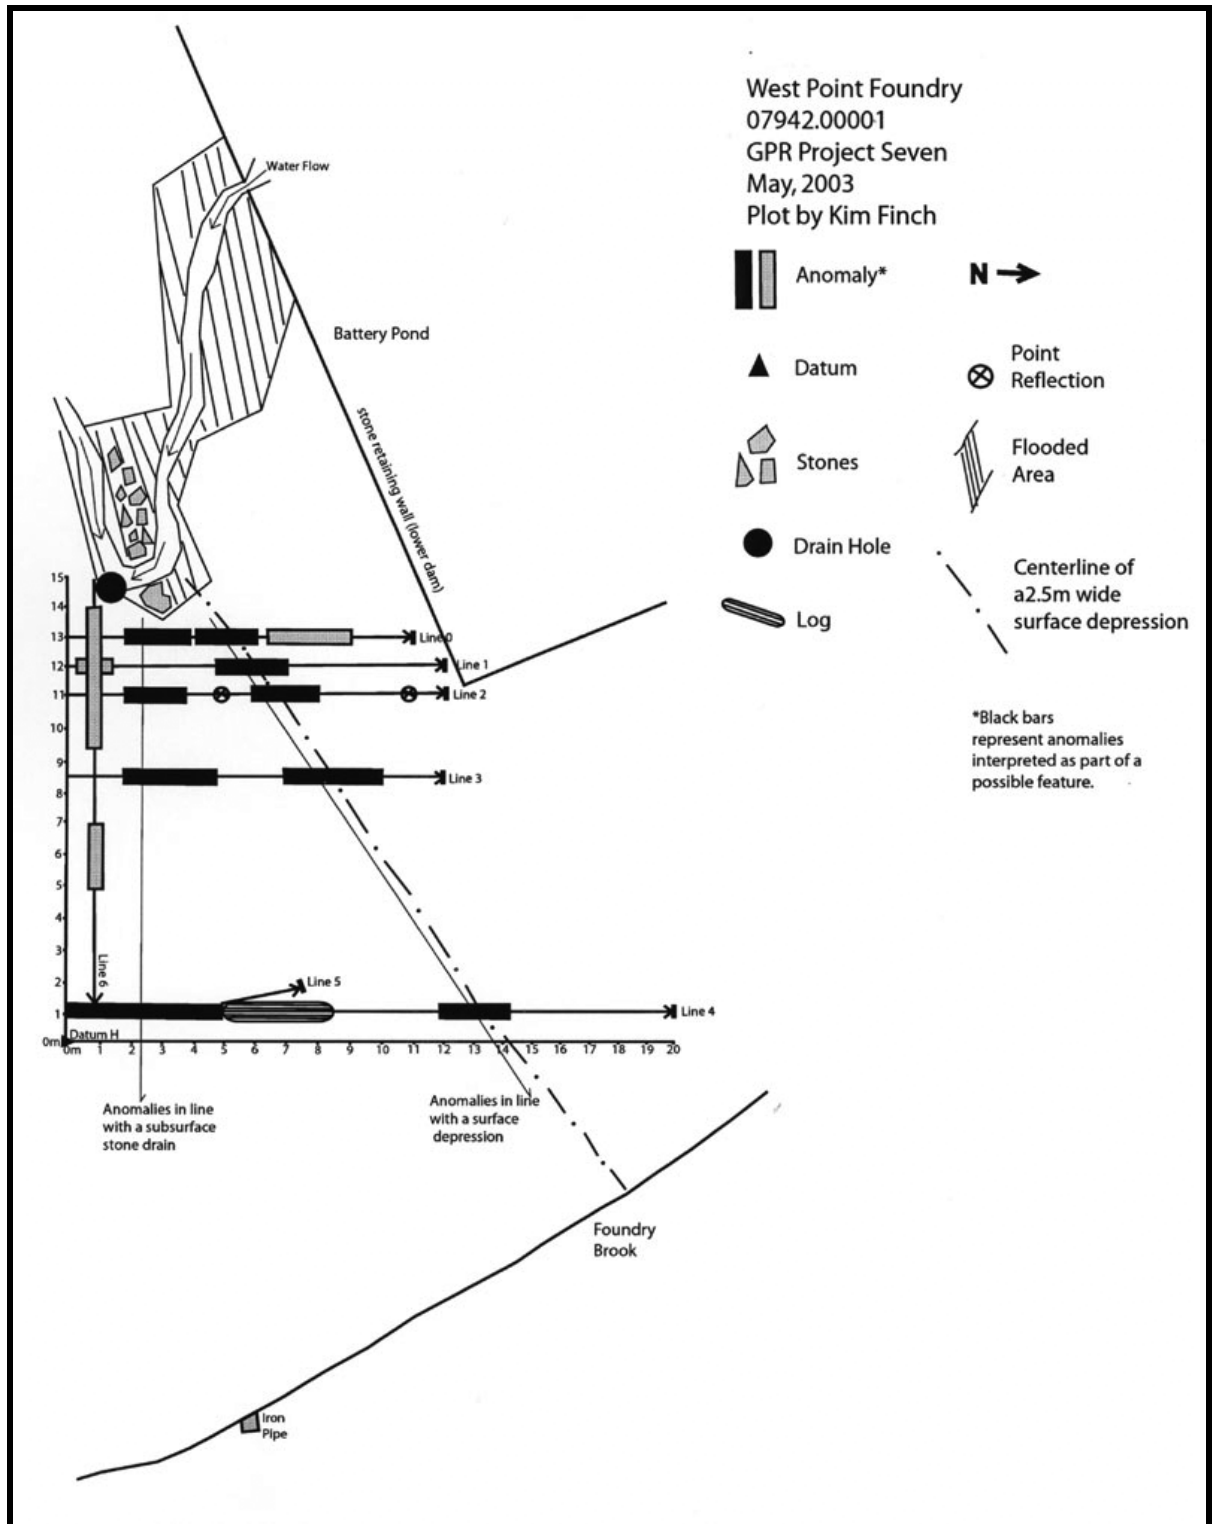 West Point Foundry
07942.00001
GPR Project Seven
May, 2003
Plot by Kim Finch
Anomaly*
N
Datum
Point
Reflection
Stones
Flooded
Area
Drain Hole
Centerline of
a2.5m wide
surface depression
Log
*Black bars
represent anomalies
interpreted as part of a
possible feature.
Water Flow
Battery Pond
stone retaining wall (lower dam)
15
14
13
12
11
10
9
8
7
6
5
4
3
2
1
0m
Line 0
Line 1
Line 2
Line 3
Line 6
Line 5
Line 4
Datum H
0m 1 2 3 4 5 6 7 8 9 10 11 12 13 14 15 16 17 18 19 20
Anomalies in line
with a subsurface
stone drain
Anomalies in line
with a surface
depression
Foundry
Brook
Iron
Pipe